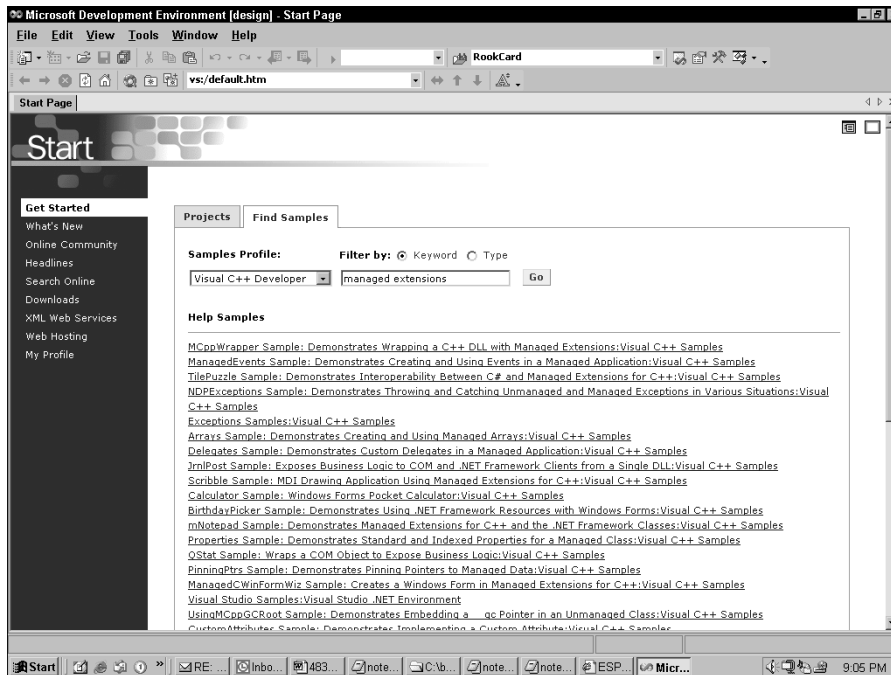 Microsoft Development Environment [design] - Start Page
File Edit View Tools Window Help
RookCard
vs:/default.htm
Start Page
Start
Get Started
What's New
Online Community
Headlines
Search Online
Downloads
XML Web Services
Web Hosting
My Profile
Projects
Find Samples
Samples Profile:
Filter by: Keyword Type
Visual C++ Developer
managed extensions
Go
Help Samples
MCppWrapper Sample: Demonstrates Wrapping a C++ DLL with Managed Extensions:Visual C++ Samples
ManagedEvents Sample: Demonstrates Creating and Using Events in a Managed Application:Visual C++ Samples
TilePuzzle Sample: Demonstrates Interoperability Between C# and Managed Extensions for C++:Visual C++ Samples
NDPExceptions Sample: Demonstrates Throwing and Catching Unmanaged and Managed Exceptions in Various Situations:Visual
C++ Samples
Exceptions Samples:Visual C++ Samples
Arrays Sample: Demonstrates Creating and Using Managed Arrays:Visual C++ Samples
Delegates Sample: Demonstrates Custom Delegates in a Managed Application:Visual C++ Samples
JrnlPost Sample: Exposes Business Logic to COM and .NET Framework Clients from a Single DLL:Visual C++ Samples
Scribble Sample: MDI Drawing Application Using Managed Extensions for C++:Visual C++ Samples
Calculator Sample: Windows Forms Pocket Calculator:Visual C++ Samples
BirthdayPicker Sample: Demonstrates Using .NET Framework Resources with Windows Forms:Visual C++ Samples
mNotepad Sample: Demonstrates Managed Extensions for C++ and the .NET Framework Classes:Visual C++ Samples
Properties Sample: Demonstrates Standard and Indexed Properties for a Managed Class:Visual C++ Samples
QStat Sample: Wraps a COM Object to Expose Business Logic:Visual C++ Samples
PinningPtrs Sample: Demonstrates Pinning Pointers to Managed Data:Visual C++ Samples
ManagedCWinFormWiz Sample: Creates a Windows Form in Managed Extensions for C++:Visual C++ Samples
Visual Studio Samples:Visual Studio .NET Environment
UsingMCppGCRoot Sample: Demonstrates Embedding a __gc Pointer in an Unmanaged Class:Visual C++ Samples
CustomAttributes Sample: Demonstrates Implementing a Custom Attribute:Visual C++ Samples
Start » RE: ... Inbo... 483... note... C:\b... note... note... ESP... Micr... 9:05 PM